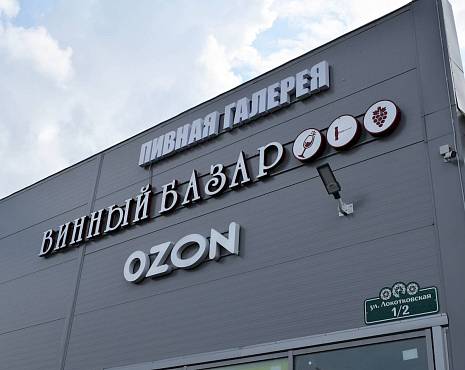 ПИВНАЯ ГАЛЕРЕЯ
ВИННЫЙ БАЗАР
OZON
ул. Локотковская
1/2